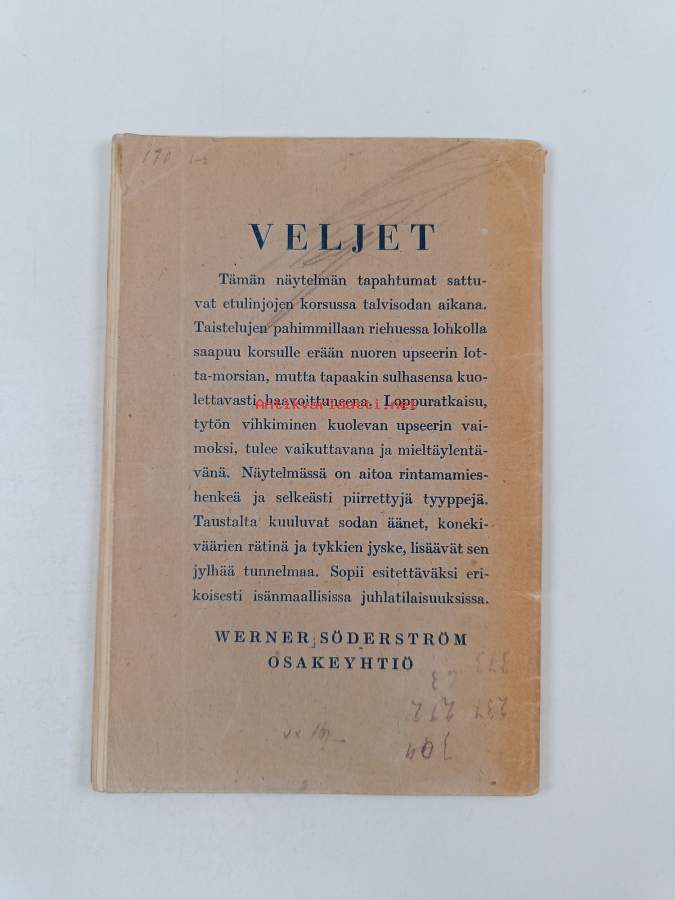 190
VELJET
Tämän näytelmän tapahtumat sattu-
vat etulinjojen korsussa talvisodan aikana.
Taistelujen pahimmillaan riehuessa lohkolla
saapuu korsulle erään nuoren upseerin lot-
ta-morsian, mutta tapaakin sulhasensa kuo-
lettavasti haavoittuneena. Loppuratkaisu,
Antikvariaatti.net
tytön vihkiminen kuolevan upseerin vai-
moksi, tulee vaikuttavana ja mieltäylentä-
vänä. Näytelmässä on aitoa rintamamies-
henkeä ja selkeästi piirrettyjä tyyppejä.
Taustalta kuuluvat sodan äänet, koneki-
väärien rätinä ja tykkien jyske, lisäävät sen
jylhää tunnelmaa. Sopii esitettäväksi eri-
koisesti isänmaallisissa juhlatilaisuuksissa.
WERNER SÖDERSTRÖM
OSAKEYHTIÖ